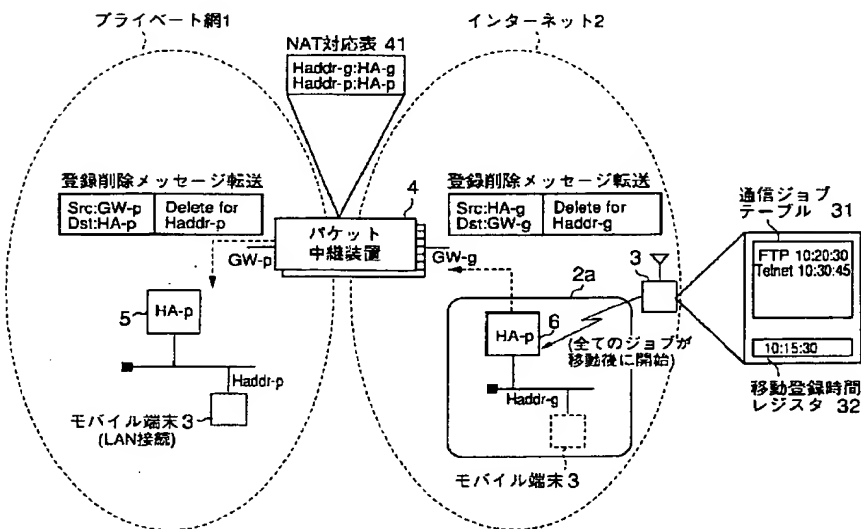 プライベート網1
インターネット2
NAT対応表 41
Haddr-g:HA-g
Haddr-p:HA-p
登録削除メッセージ転送
Src:GW-p
Dst:HA-p
Delete for
Haddr-p
4
パケット
中継装置
GW-p
GW-g
登録削除メッセージ転送
Src:HA-g
Dst:GW-g
Delete for
Haddr-g
通信ジョブ
テーブル 31
FTP 10:20:30
Telnet 10:30:45
10:15:30
移動登録時間
レジスタ 32
3
2a
5
HA-p
Haddr-p
モバイル端末3
(LAN接続)
HA-p
6
(全てのジョブが
移動後に開始)
Haddr-g
モバイル端末3